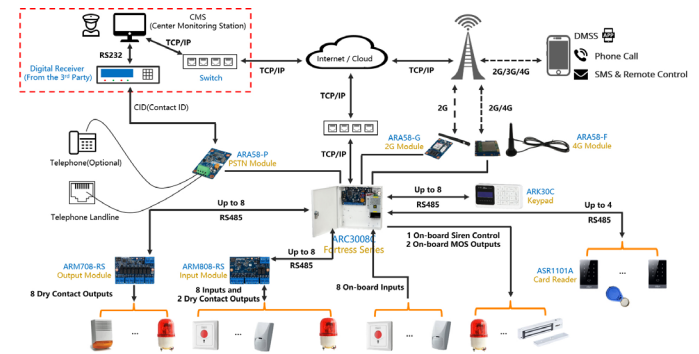 CMS
(Center Monitoring Station)
RS232
TCP/IP
Digital Receiver
(From the 3rd Party)
Switch
TCP/IP
Internet / Cloud
TCP/IP
2G/3G/4G
DMSS
APP
Phone Call
SMS & Remote Control
CID(Contact ID)
TCP/IP
2G
2G/4G
Telephone(Optional)
ARA58-P
PSTN Module
TCP/IP
ARA58-G
2G Module
ARA58-F
4G Module
Telephone Landline
Up to 8
RS485
ARC3008C
Fortress Series
Up to 8
RS485
ARK30C
Keypad
Up to 4
RS485
1 On-board Siren Control
2 On-board MOS Outputs
ARM708-RS
Output Module
ARM808-RS
Input Module
Up to 8
RS485
ASR1101A
Card Reader
...
8 Dry Contact Outputs
8 Inputs and
2 Dry Contact Outputs
8 On-board Inputs
...
...
...
...